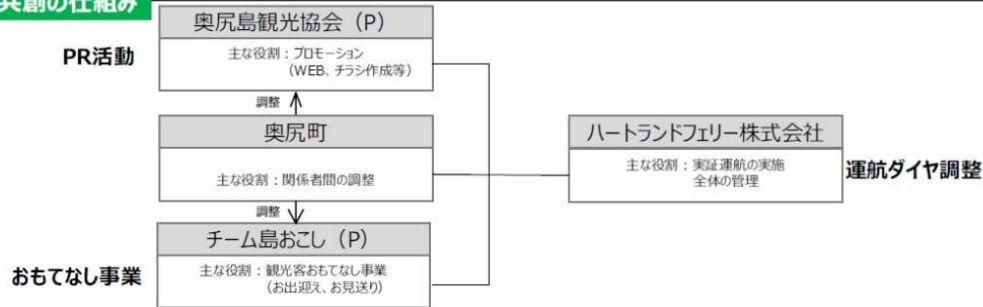 共創の仕組み
奥尻島観光協会（P）
PR活動
主な役割：プロモーション
（WEB、チラシ作成等）
調整
奥尻町
主な役割：関係者間の調整
調整
チーム島おこし（P）
おもてなし事業
主な役割：観光客おもてなし事業
（お出迎え、お見送り）
ハートランドフェリー株式会社
主な役割：実証運航の実施
全体の管理
運航ダイヤ調整